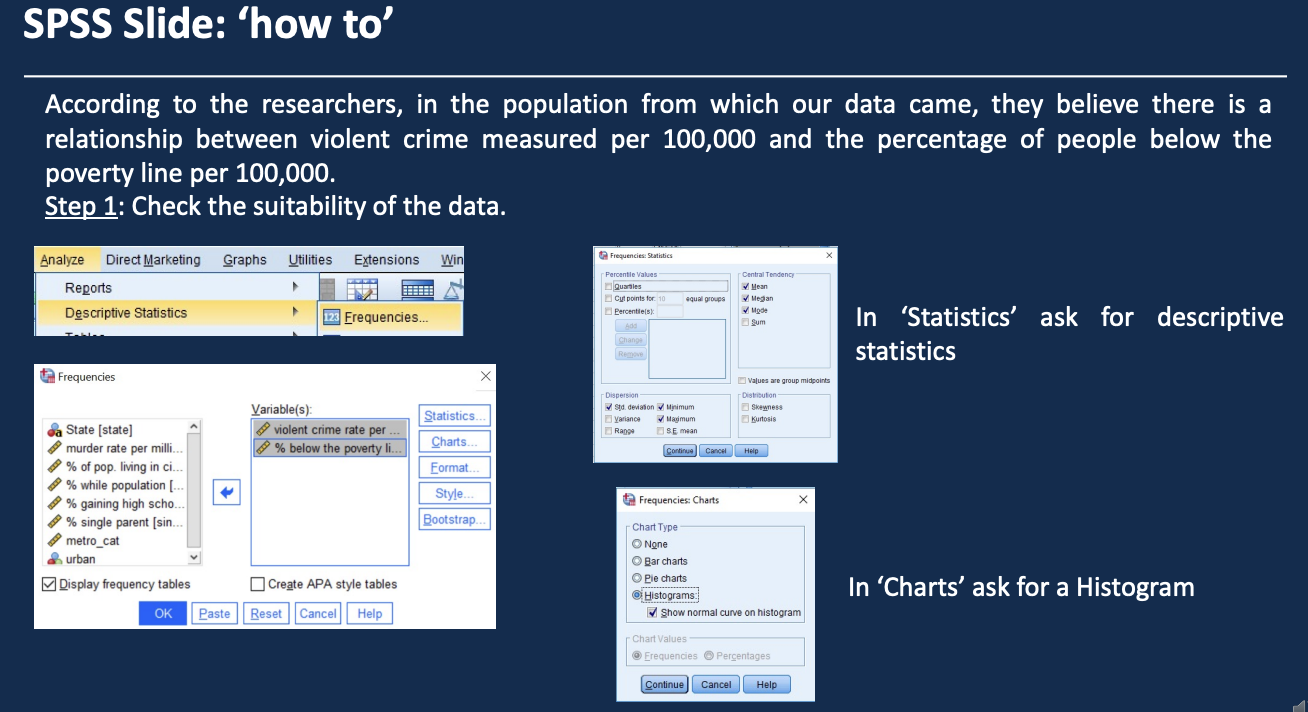 SPSS Slide: ‘how to’
According to the researchers, in the population from which our data came, they believe there is a
relationship between violent crime measured per 100,000 and the percentage of people below the
poverty line per 100,000.
Step 1: Check the suitability of the data.
Analyze Direct Marketing Graphs Utilities Extensions Win
Reports
Descriptive Statistics
Frequencies...
Frequencies
Variable(s):
State [state]
murder rate per milli...
% of pop. living in ci...
% while population [...
% gaining high scho...
% single parent [sin...
metro_cat
urban
violent crime rate per ...
% below the poverty li...
Statistics...
Charts...
Format...
Style...
Bootstrap...
Display frequency tables
Create APA style tables
OK Paste Reset Cancel Help
Frequencies: Statistics
Percentile Values
Quartiles
Cut points for: 10 equal groups
Percentile(s):
Add
Change
Remove
Central Tendency
Mean
Median
Mode
Sum
Values are group midpoints
Dispersion
Std. deviation Minimum
Variance Maximum
Range S.E. mean
Distribution
Skewness
Kurtosis
Continue Cancel Help
In ‘Statistics’ ask for descriptive
statistics
Frequencies: Charts
Chart Type
None
Bar charts
Pie charts
Histograms:
Show normal curve on histogram
Chart Values
Frequencies Percentages
Continue Cancel Help
In ‘Charts’ ask for a Histogram